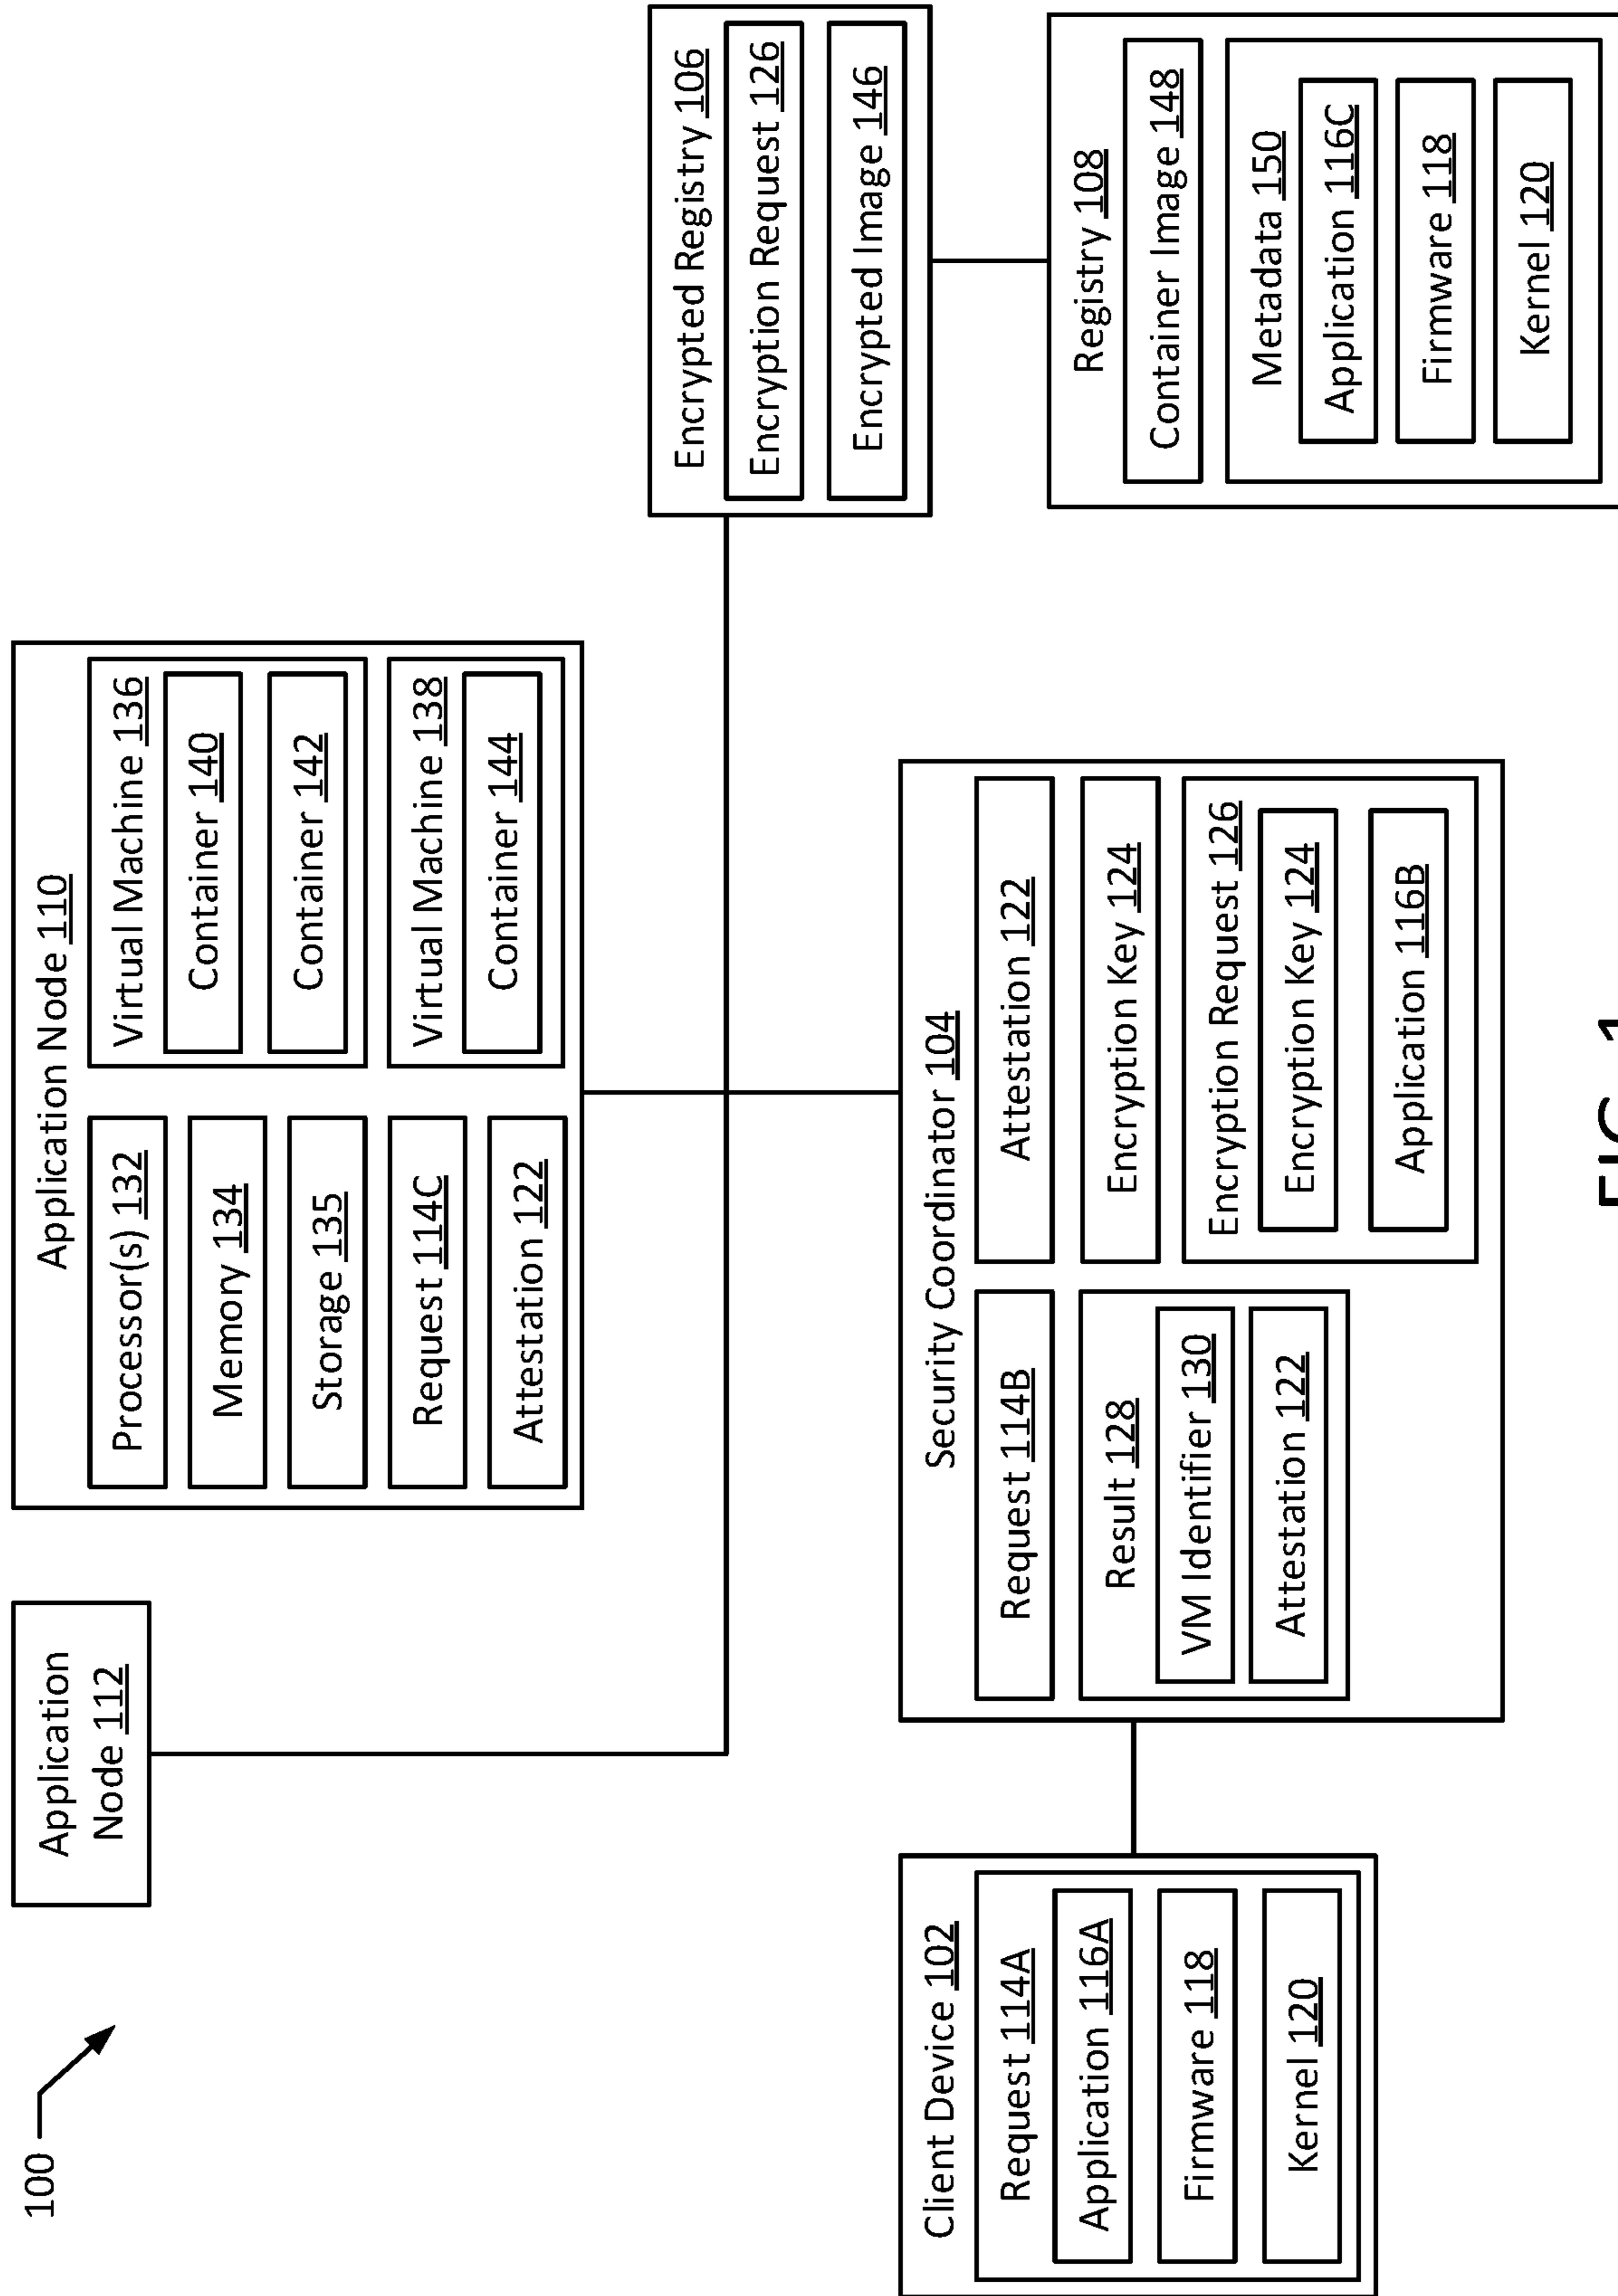 100
Application
Node 112
Application Node 110
Processor(s) 132
Memory 134
Storage 135
Request 114C
Attestation 122
Virtual Machine 136
Container 140
Container 142
Virtual Machine 138
Container 144
Client Device 102
Request 114A
Application 116A
Firmware 118
Kernel 120
Security Coordinator 104
Request 114B
Result 128
VM Identifier 130
Attestation 122
Attestation 122
Encryption Key 124
Encryption Request 126
Encryption Key 124
Application 116B
Encrypted Registry 106
Encryption Request 126
Encrypted Image 146
Registry 108
Container Image 148
Metadata 150
Application 116C
Firmware 118
Kernel 120
FIG. 1